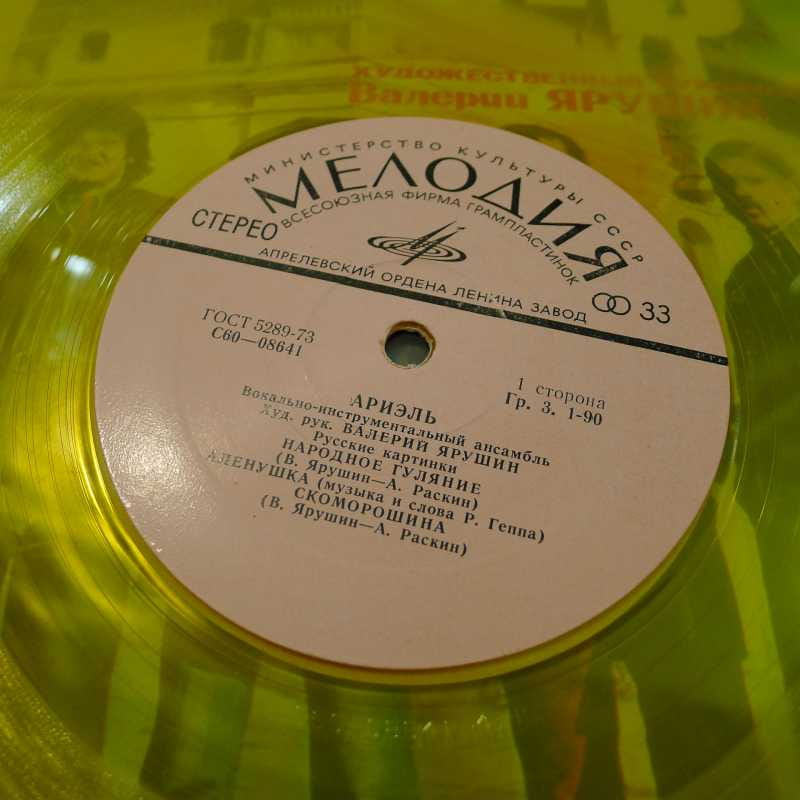 ХУДОЖЕСТВЕННЫЙ
Валерий ЯРУШИН
МИНИСТЕРСТВО КУЛЬТУРЫ СССР
МЕЛОДИЯ
ВСЕСОЮЗНАЯ ФИРМА ГРАМПЛАСТИНОК
СТЕРЕО
АПРЕЛЕВСКИЙ ОРДЕНА ЛЕНИНА ЗАВОД
33
ГОСТ 5289-73
С60—08641
1 сторона
Гр. 3. 1-90
АРИЭЛЬ
Вокально-инструментальный ансамбль
Худ. рук. ВАЛЕРИЙ ЯРУШИН
Русские картинки
НАРОДНОЕ ГУЛЯНИЕ
(В. Ярушин—А. Раскин)
АЛЕНУШКА (музыка и слова Р. Геппа)
СКОМОРОШИНА
(В. Ярушин—А. Раскин)